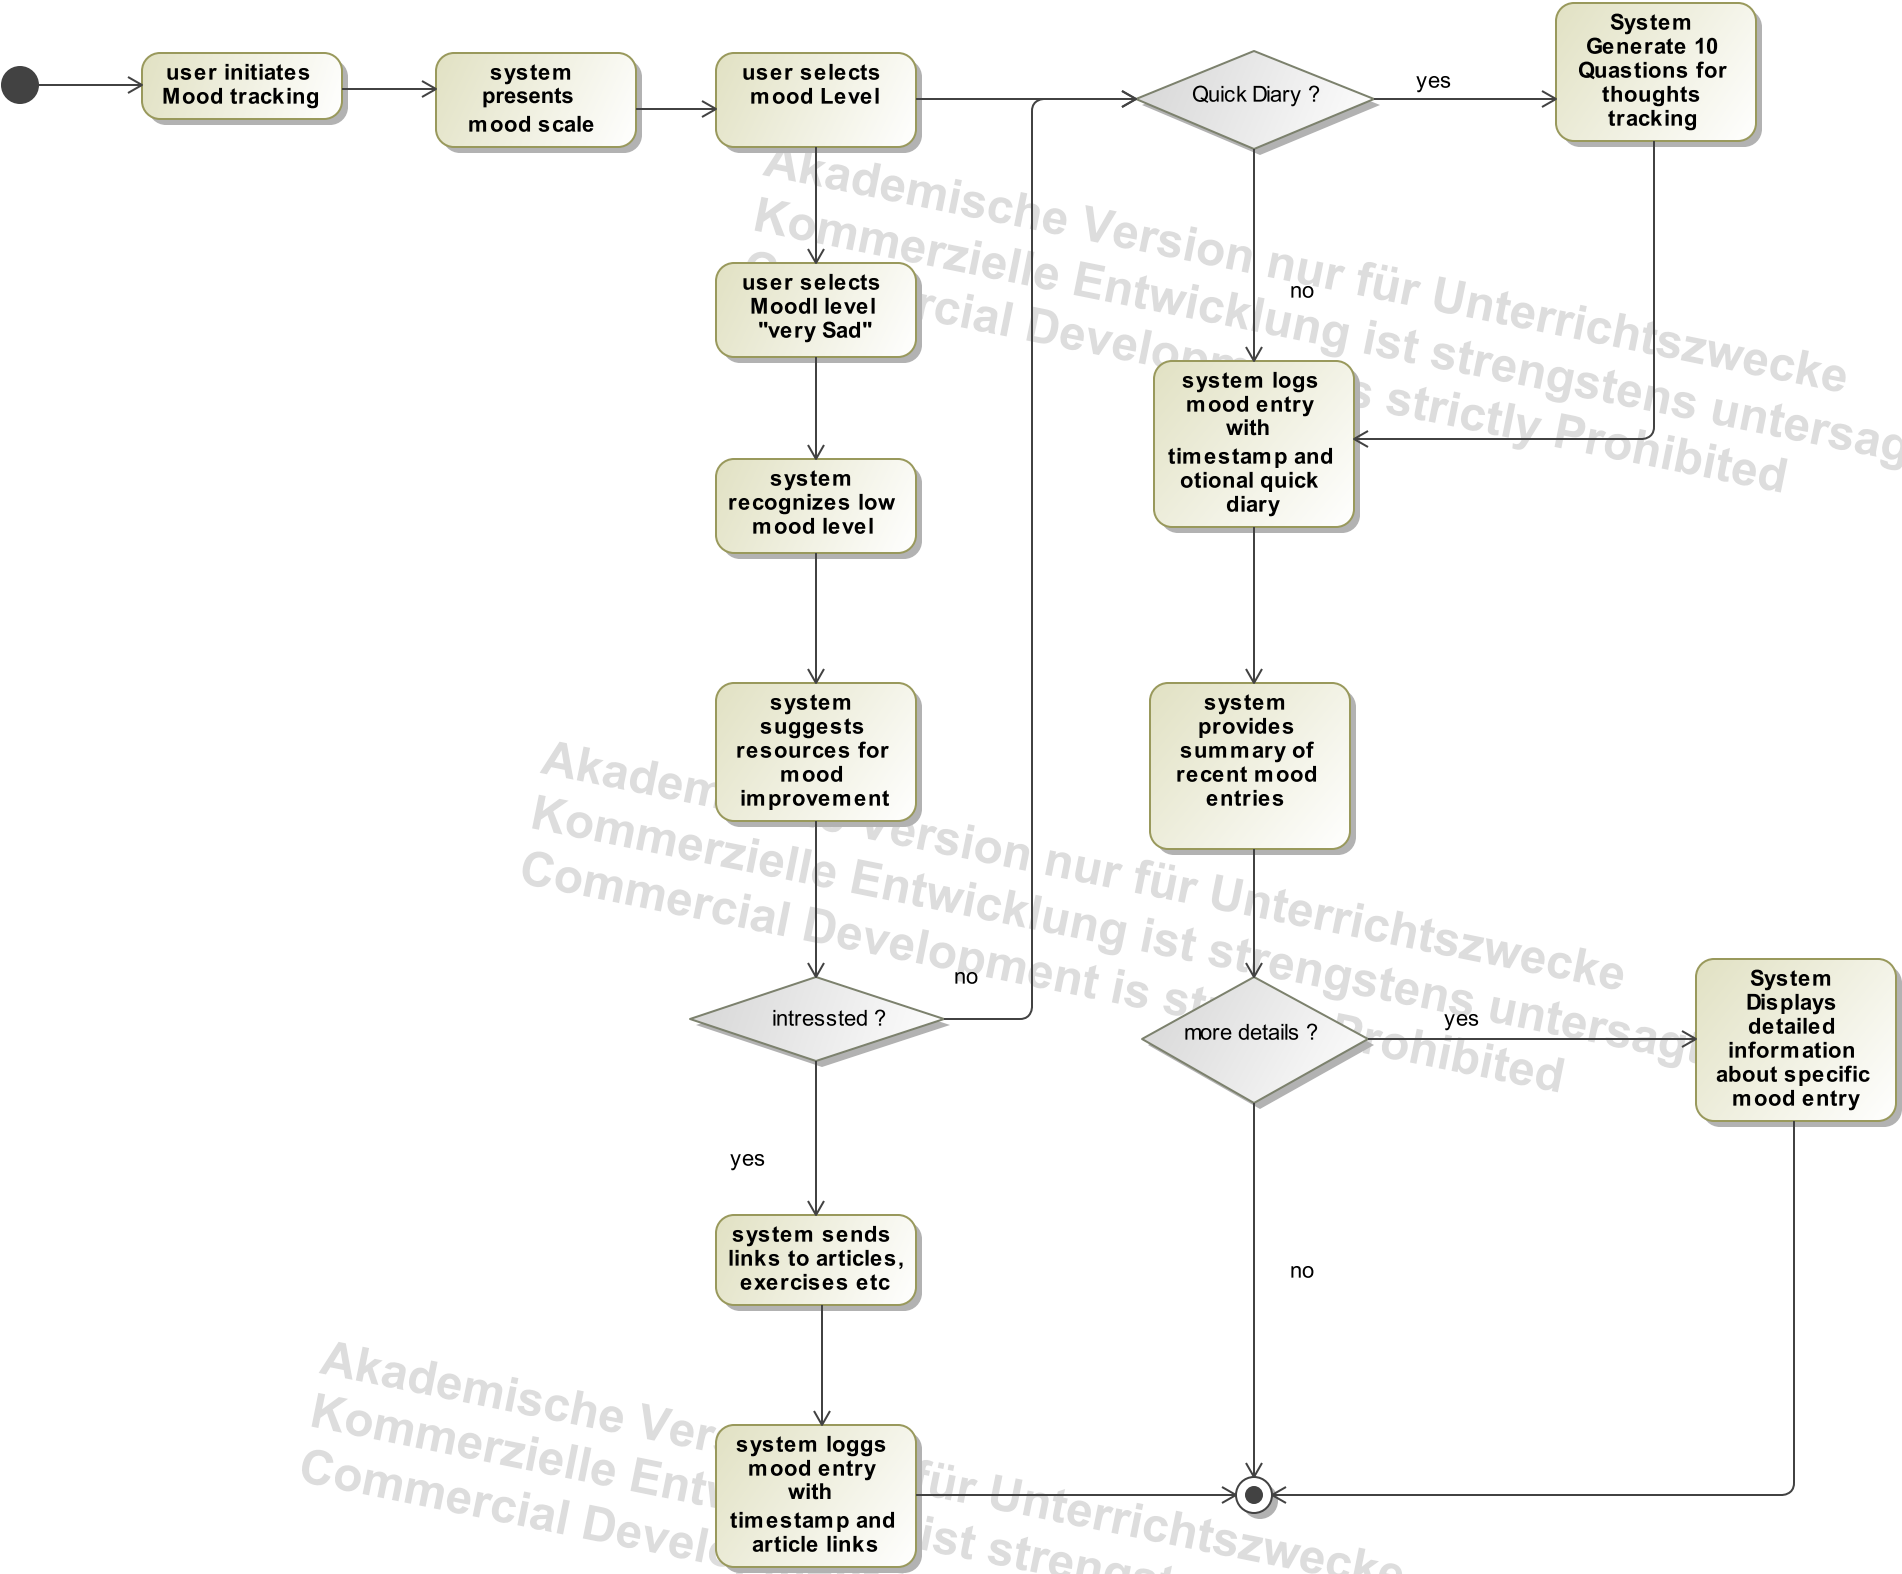 user initiates
Mood tracking
system
presents
mood scale
user selects
mood Level
Quick Diary ?
yes
System
Generate 10
Quastions for
thoughts
tracking
no
user selects
Moodl level
"very Sad"
system logs
mood entry
with
timestamp and
otional quick
diary
system
recognizes low
mood level
system
suggests
resources for
mood
improvement
system
provides
summary of
recent mood
entries
intressted ?
no
more details ?
yes
System
Displays
detailed
information
about specific
mood entry
yes
no
system sends
links to articles,
exercises etc
system loggs
mood entry
with
timestamp and
article links
Akademische Version nur für Unterrichtszwecke
Kommerzielle Entwicklung ist strengstens untersag
Development is strictly Prohibited
Akademische Version nur für Unterrichtszwecke
Kommerzielle Entwicklung ist strengstens untersagt
Commercial Development is strictly Prohibited
Akademische Version für Unterrichtszwecke
Kommerzielle ist
Commercial